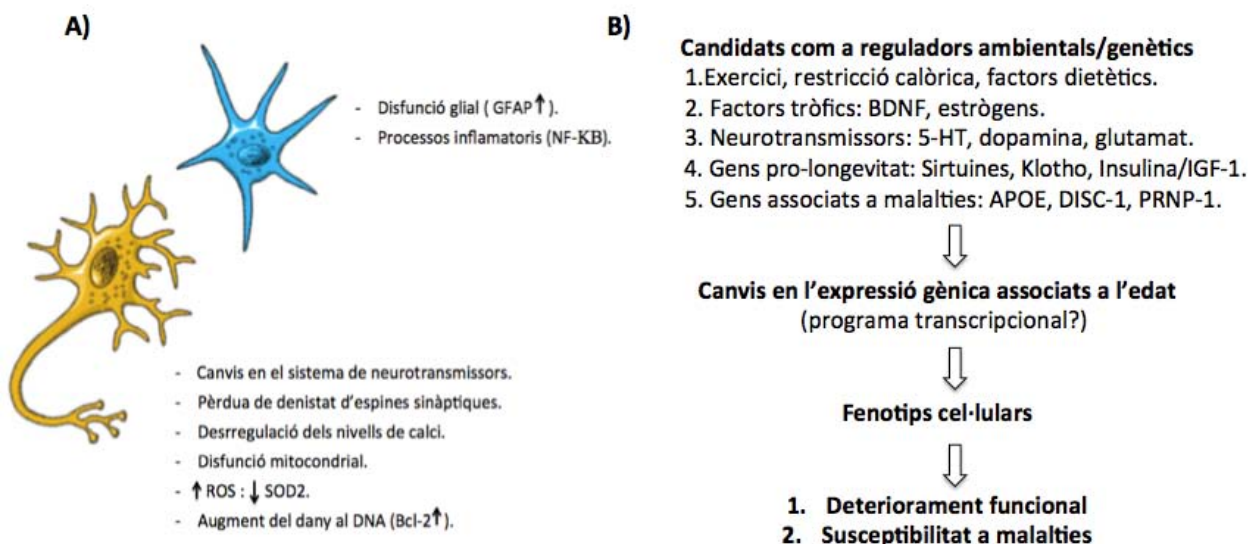 A)
- Disfunció glial ( GFAP↑).
- Processos inflamatoris (NF-KB).
- Canvis en el sistema de neurotransmissors.
- Pèrdua de denistat d'espines sinàptiques.
- Desrregulació dels nivells de calci.
- Disfunció mitocondrial.
- ↑ROS : ↓ SOD2.
- Augment del dany al DNA (Bcl-2↑).
B)
Candidats com a reguladors ambientals/genètics
1.Exercici, restricció calòrica, factors dietètics.
2. Factors tròfics: BDNF, estrògens.
3. Neurotransmissors: 5-HT, dopamina, glutamat.
4. Gens pro-longevitat: Sirtuines, Klotho, Insulina/IGF-1.
5. Gens associats a malalties: APOE, DISC-1, PRNP-1.
Canvis en l'expressió gènica associats a l'edat
(programa transcripcional?)
Fenotips cel·lulars
1. Deteriorament funcional
2. Susceptibilitat a malalties